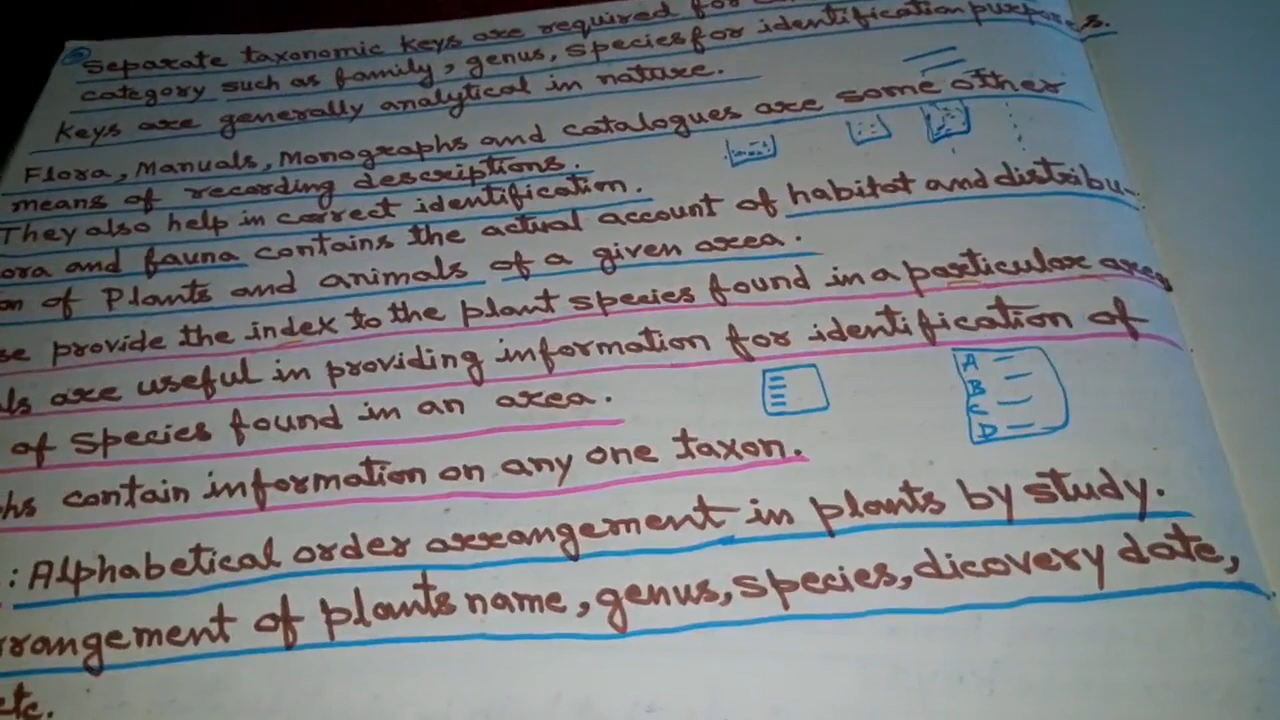 Separate taxonomic keys are required for
category such as family, genus, species for identification purposes.
Keys are generally analytical in nature.
Flora, Manuals, Monographs and catalogues are some other
means of recording descriptions.
They also help in correct identification.
ora and fauna contains the actual account of habitat and distribu-
on of Plants and animals of a given area.
se provide the index to the plant species found in a particular area
ls are useful in providing information for identification of
of species found in an area.
A
B
C
D
hs contain information on any one taxon.
: Alphabetical order arrangement in plants by study.
rrangement of plants name, genus, species, dicovery date,
etc.